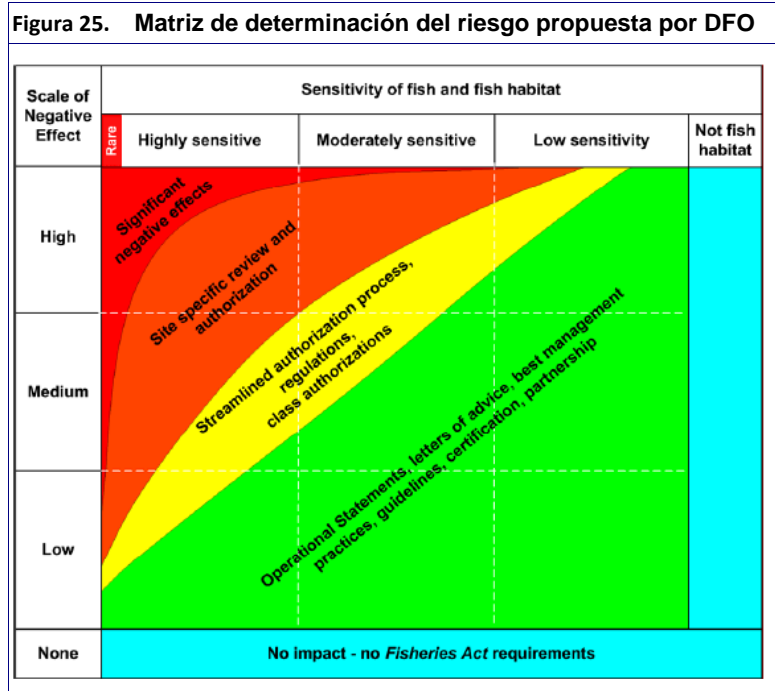 Figura 25. Matriz de determinación del riesgo propuesta por DFO
Scale of
Negative
Effect
Sensitivity of fish and fish habitat
Rare
Highly sensitive
Moderately sensitive
Low sensitivity
Not fish
habitat
High
Significant
negative effects
Site specific review and
authorization
Streamlined authorization process,
regulations,
class authorizations
Medium
Operational Statements, letters of advice, best management
practices, guidelines, certification, partnership
Low
None
No impact - no Fisheries Act requirements